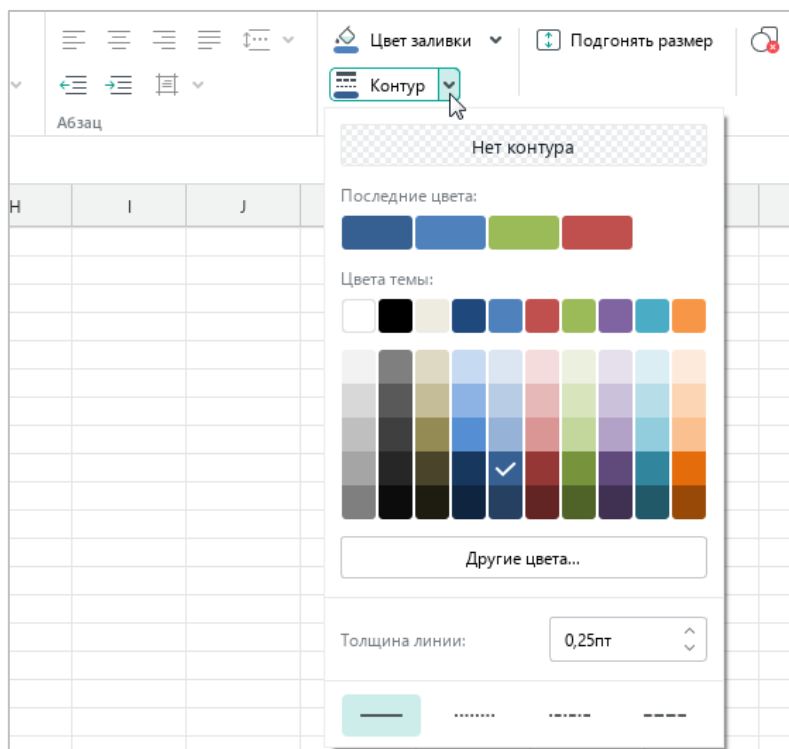 Цвет заливки
Подгонять размер
Контур
Абзац
Нет контура
H I J
Последние цвета:
Цвета темы:
Другие цвета...
Толщина линии: 0,25пт